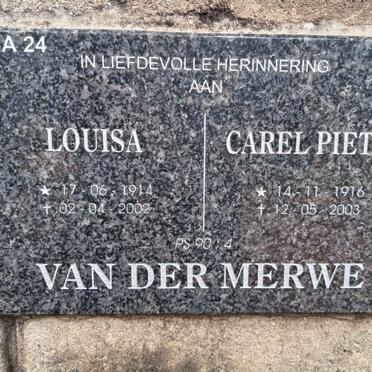 A 24
IN LIEFDEVOLLE HERINNERING
AAN
LOUISA
★ 17 - 06 - 1914
✝ 02 - 04 - 2002
CAREL PIET
★ 14 - 11 - 1916
✝ 12 - 05 - 2003
PS 90 : 4
VAN DER MERWE